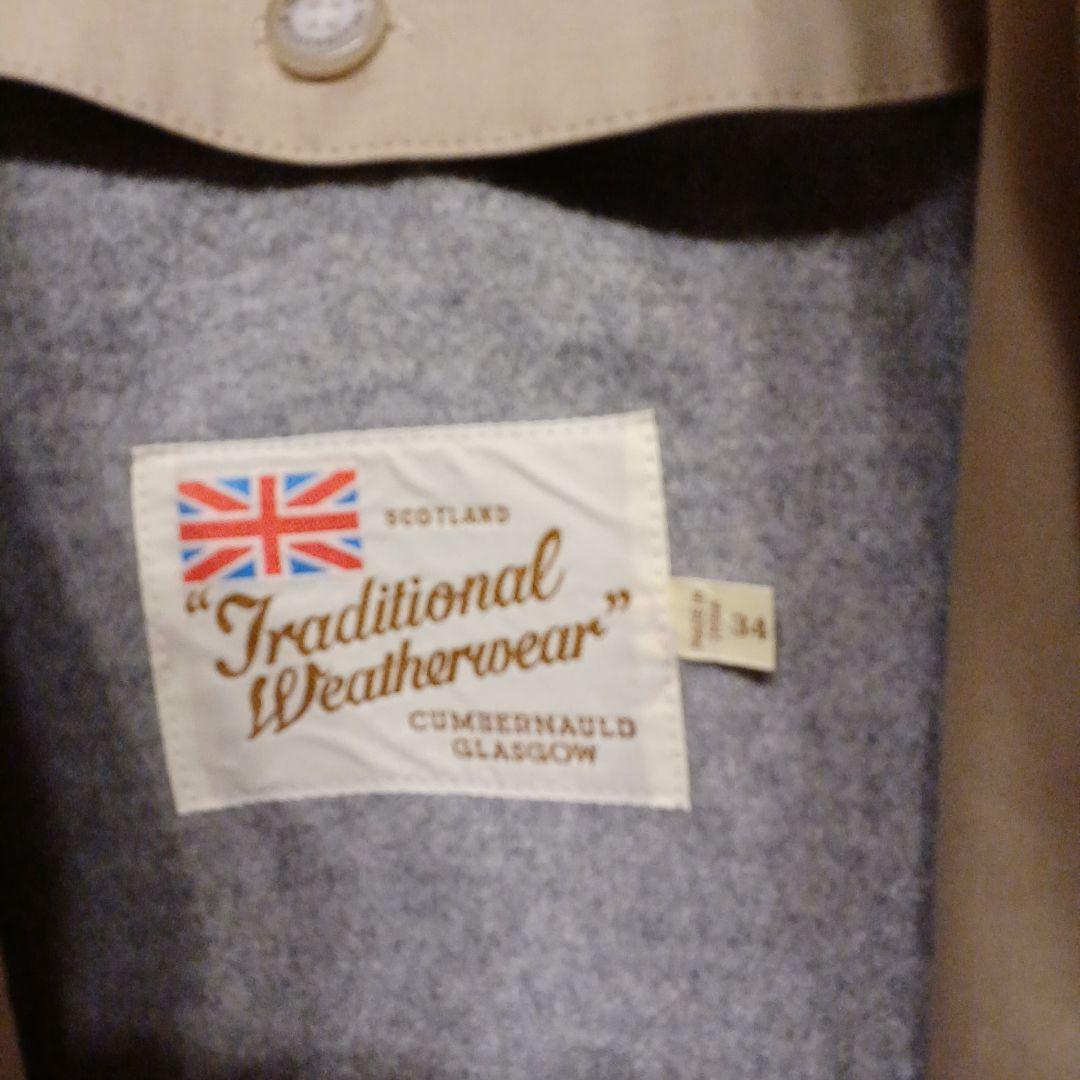 SCOTLAND
"Traditional
Weatherwear"
CUMBERNAULD
GLASGOW
34